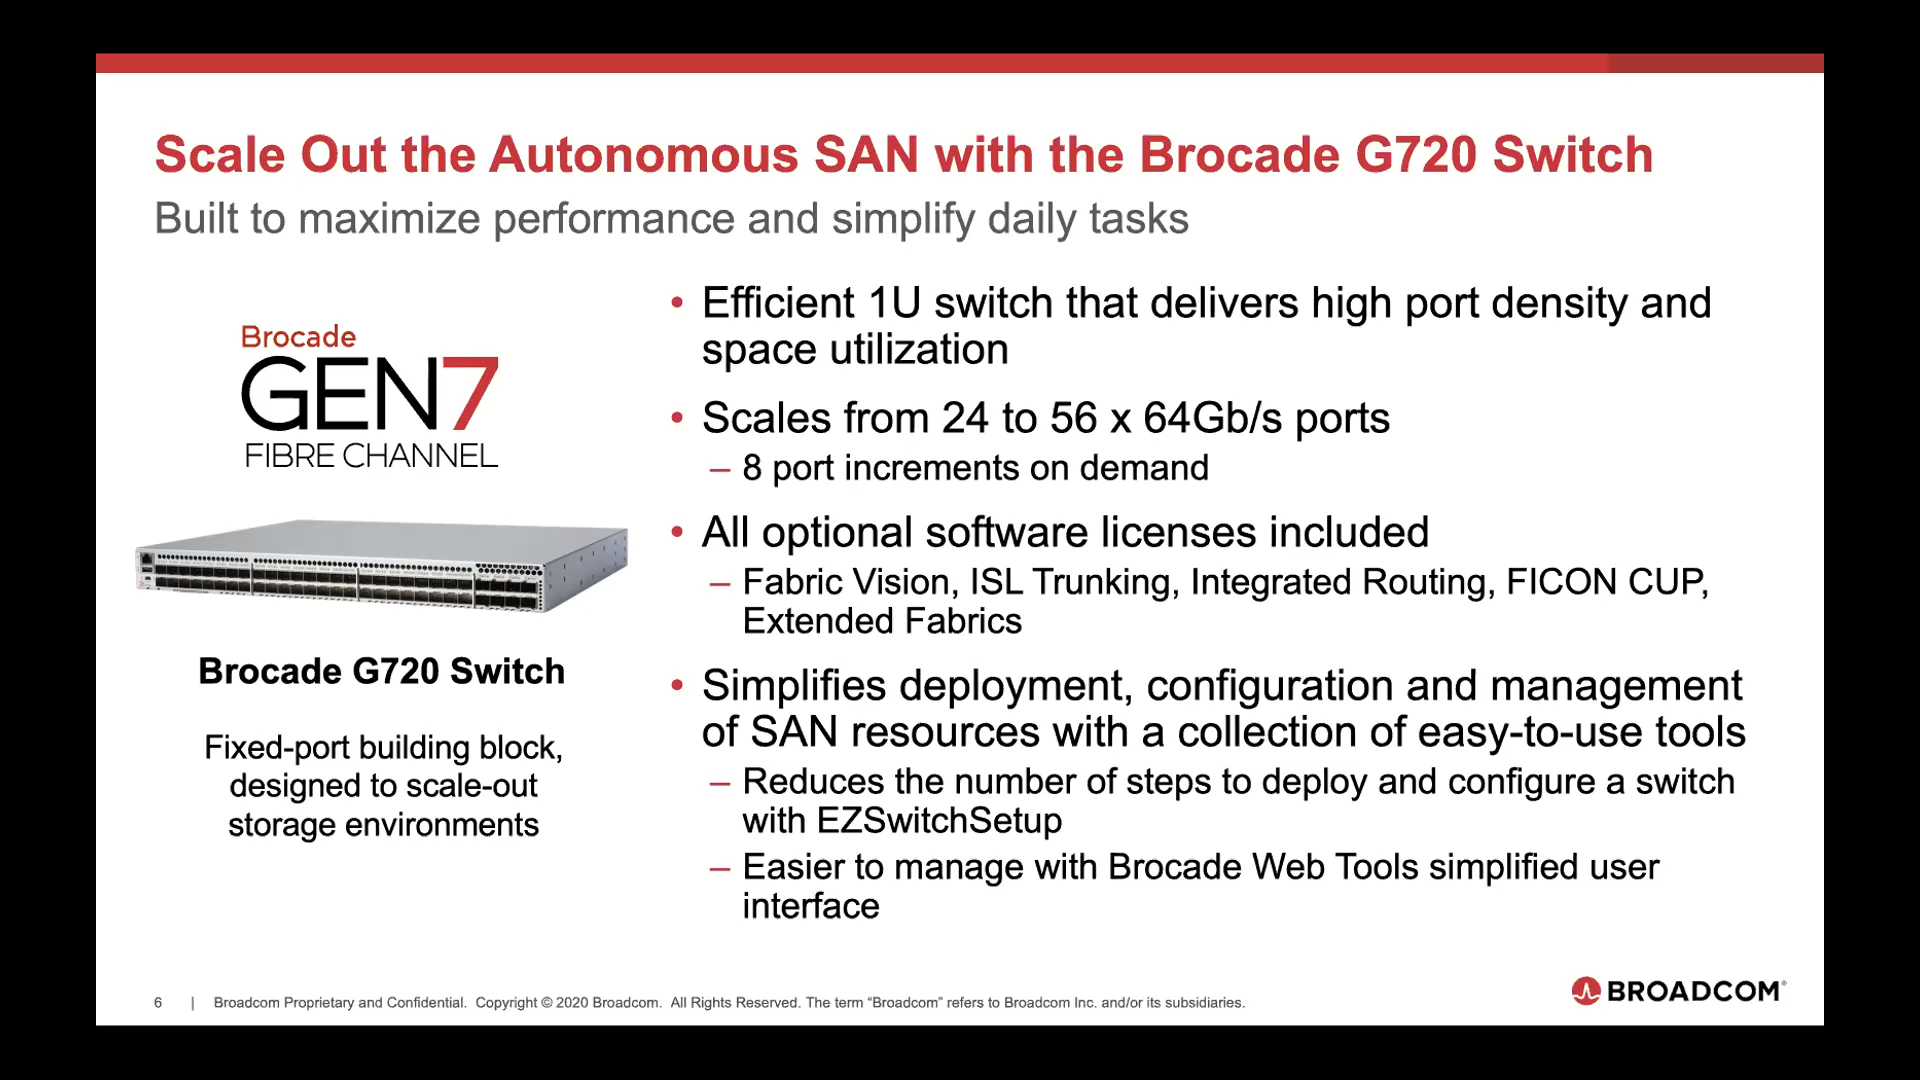 Scale Out the Autonomous SAN with the Brocade G720 Switch
Built to maximize performance and simplify daily tasks
Brocade
GEN7
FIBRE CHANNEL
Brocade G720 Switch
Fixed-port building block,
designed to scale-out
storage environments
• Efficient 1U switch that delivers high port density and
space utilization
• Scales from 24 to 56 x 64Gb/s ports
– 8 port increments on demand
• All optional software licenses included
– Fabric Vision, ISL Trunking, Integrated Routing, FICON CUP,
Extended Fabrics
• Simplifies deployment, configuration and management
of SAN resources with a collection of easy-to-use tools
– Reduces the number of steps to deploy and configure a switch
with EZSwitchSetup
– Easier to manage with Brocade Web Tools simplified user
interface
6 | Broadcom Proprietary and Confidential. Copyright © 2020 Broadcom. All Rights Reserved. The term “Broadcom” refers to Broadcom Inc. and/or its subsidiaries.
BROADCOM®